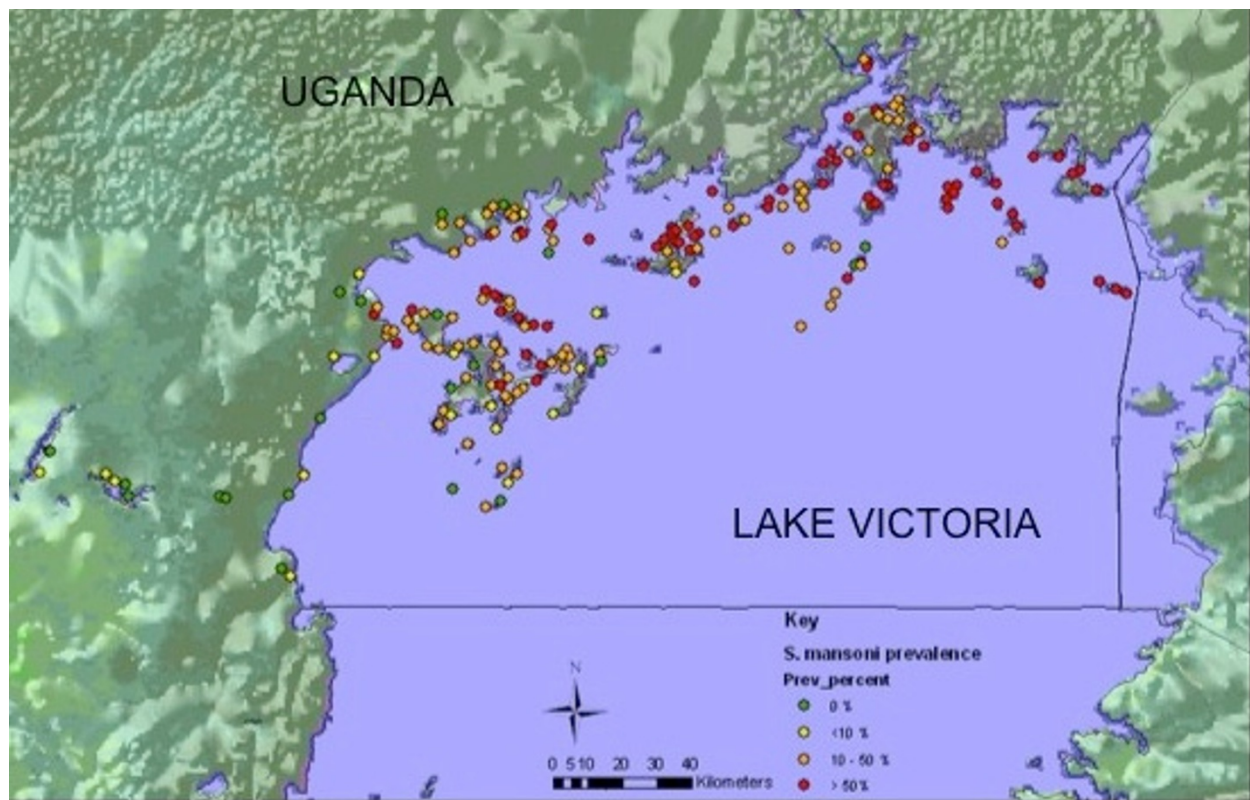 UGANDA
LAKE VICTORIA
Key
S. mansoni prevalence
Prev_percent
0 %
<10 %
10 - 50 %
> 50%
N
0 5 10 20 30 40
Kilometers